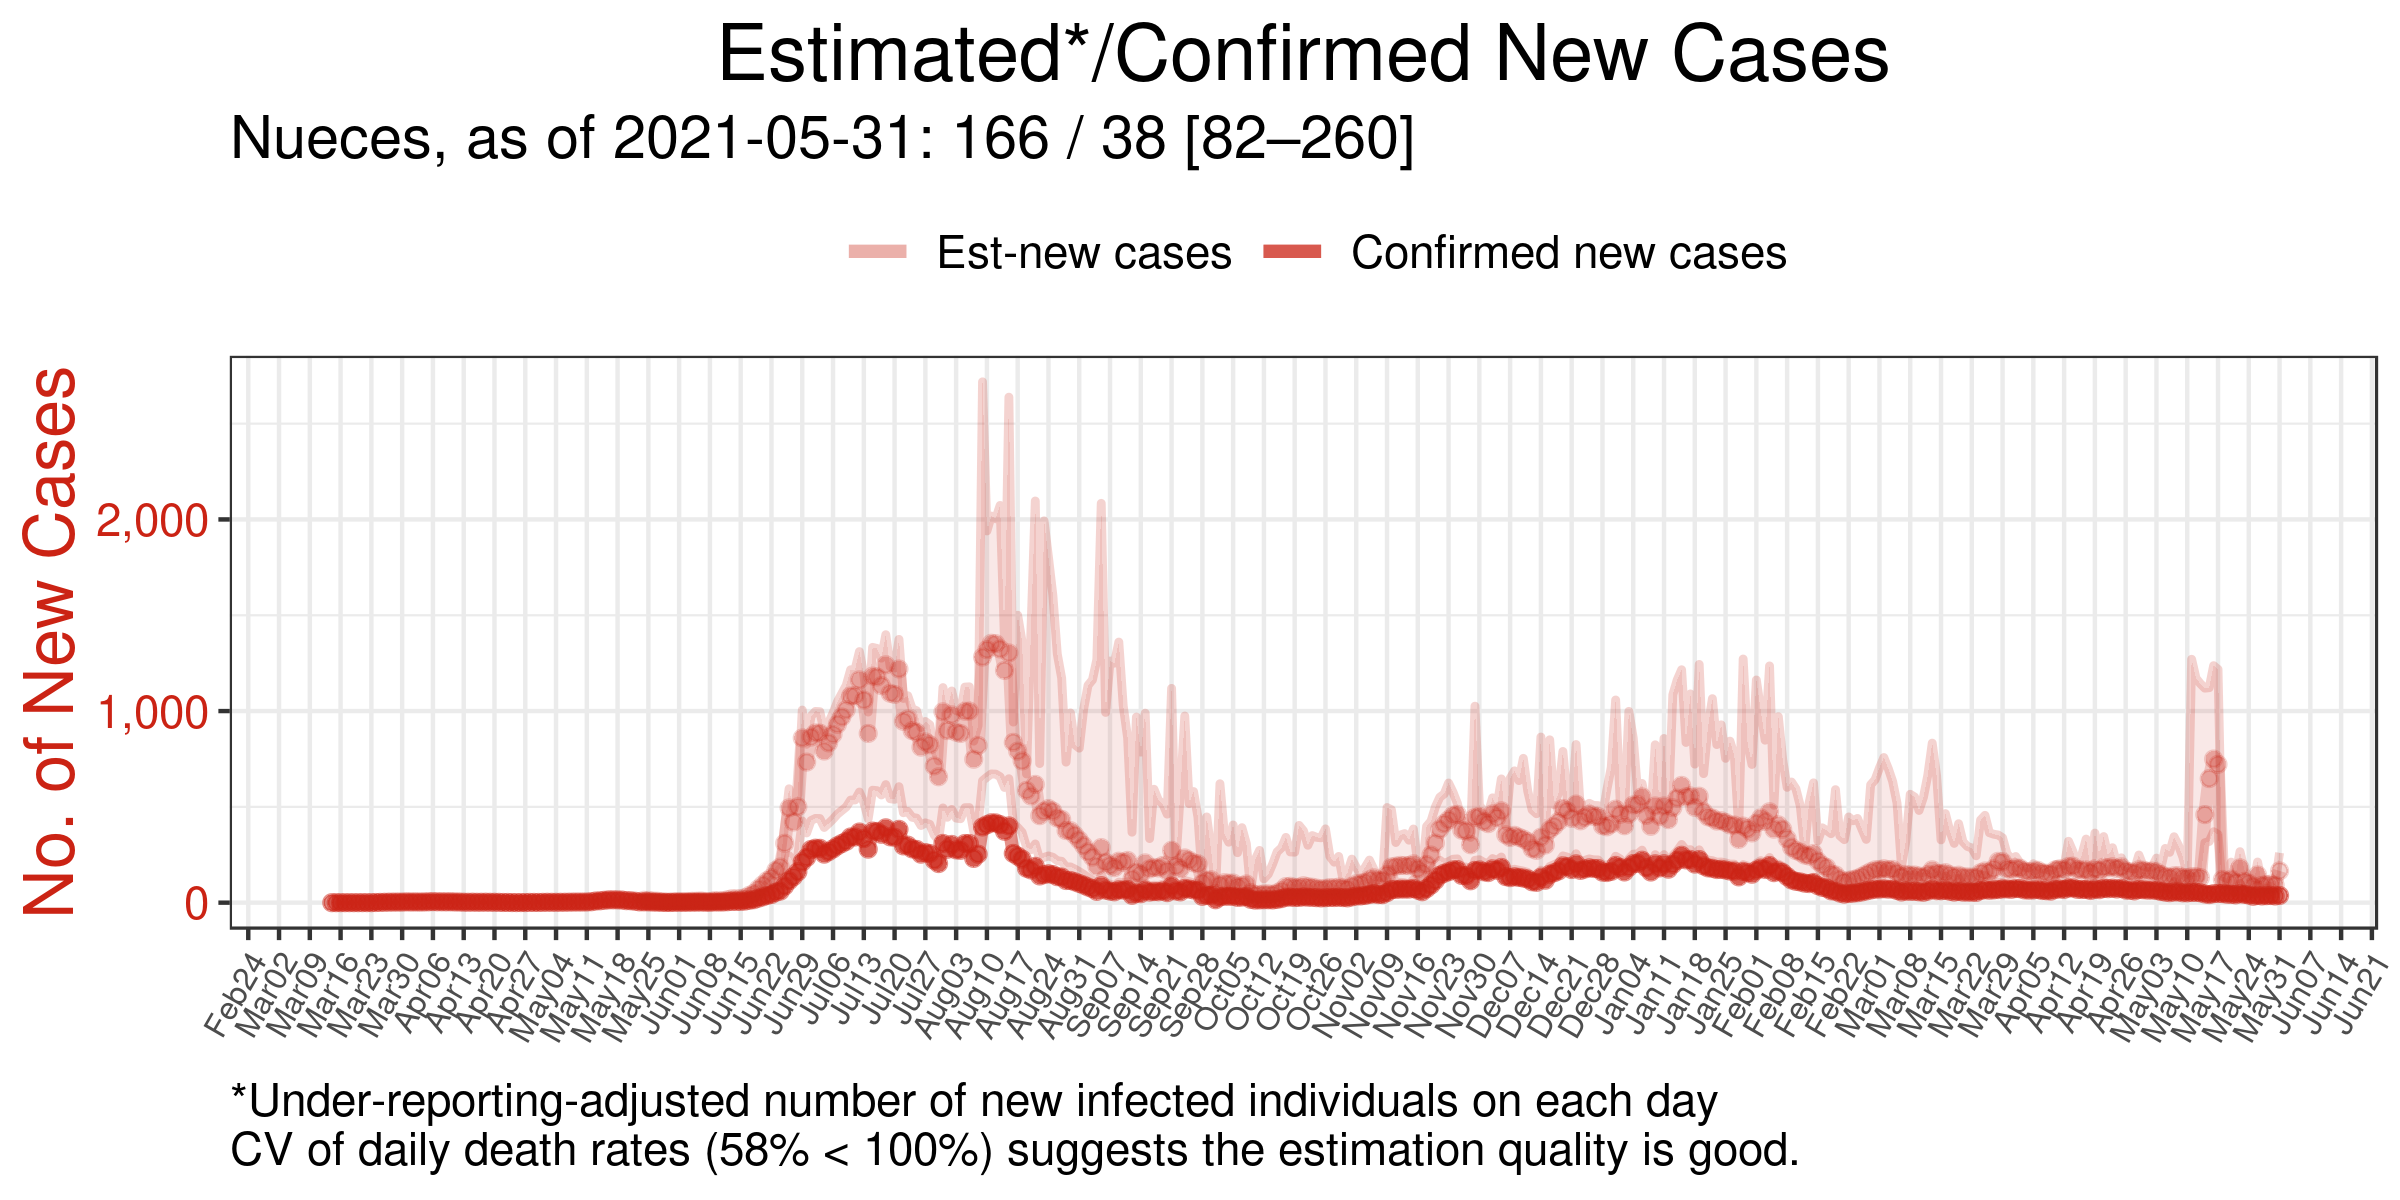 Estimated*/Confirmed New Cases
Nueces, as of 2021-05-31: 166 / 38 [82–260]
Est-new cases
Confirmed new cases
No. of New Cases
2,000
1,000
0
Feb24
Mar02
Mar09
Mar16
Mar23
Mar30
Apr06
Apr13
Apr20
Apr27
May04
May11
May18
May25
Jun01
Jun08
Jun15
Jun22
Jun29
Jul06
Jul13
Jul20
Jul27
Aug03
Aug10
Aug17
Aug24
Aug31
Sep07
Sep14
Sep21
Sep28
Oct05
Oct12
Oct19
Oct26
Nov02
Nov09
Nov16
Nov23
Nov30
Dec07
Dec14
Dec21
Dec28
Jan04
Jan11
Jan18
Jan25
Feb01
Feb08
Feb15
Feb22
Mar01
Mar08
Mar15
Mar22
Mar29
Apr05
Apr12
Apr19
Apr26
May03
May10
May17
May24
May31
Jun07
Jun14
Jun21
*Under-reporting-adjusted number of new infected individuals on each day
CV of daily death rates (58% < 100%) suggests the estimation quality is good.